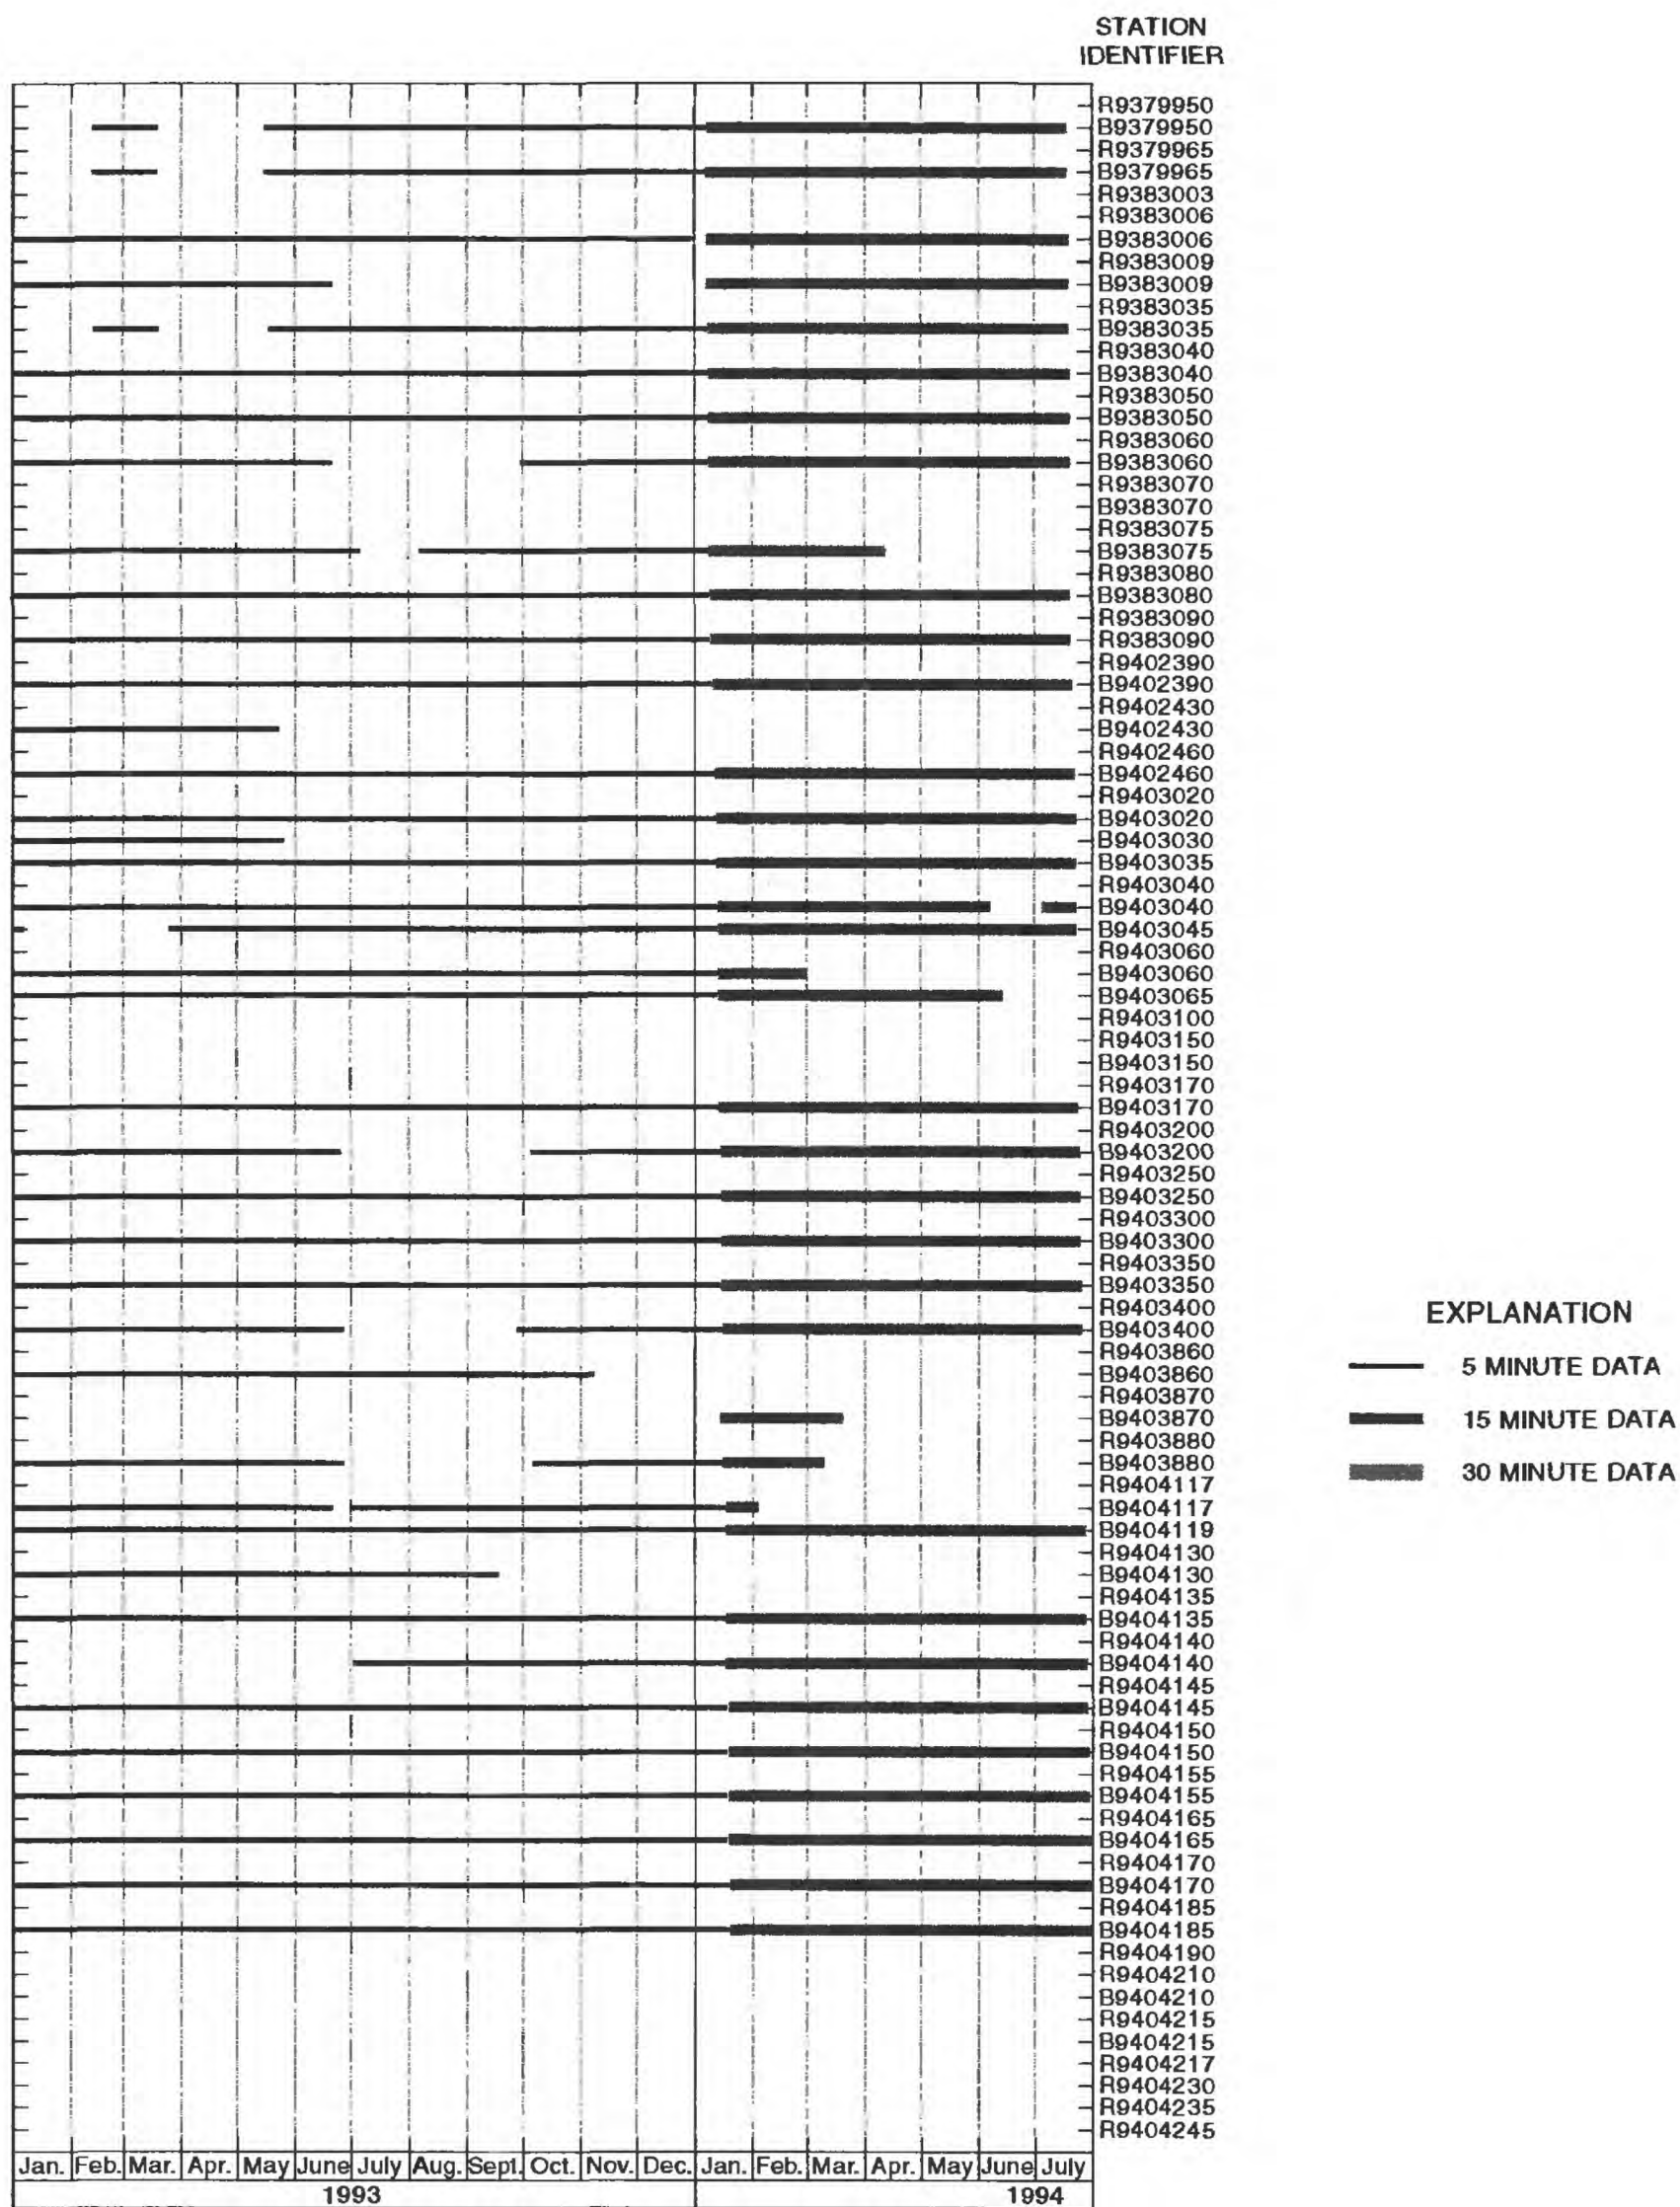 STATION
IDENTIFIER
R9379950
B9379950
R9379965
B9379965
R9383003
R9383006
B9383006
R9383009
B9383009
R9383035
B9383035
R9383040
B9383040
R9383050
B9383050
R9383060
B9383060
R9383070
B9383070
R9383075
B9383075
R9383080
B9383080
R9383090
R9383090
R9402390
B9402390
R9402430
B9402430
R9402460
B9402460
R9403020
B9403020
B9403030
B9403035
R9403040
B9403040
B9403045
R9403060
B9403060
B9403065
R9403100
R9403150
B9403150
R9403170
B9403170
R9403200
B9403200
R9403250
B9403250
R9403300
B9403300
R9403350
B9403350
R9403400
B9403400
R9403860
B9403860
R9403870
B9403870
R9403880
B9403880
R9404117
B9404117
B9404119
R9404130
B9404130
R9404135
B9404135
R9404140
B9404140
R9404145
B9404145
R9404150
B9404150
R9404155
B9404155
R9404165
B9404165
R9404170
B9404170
R9404185
B9404185
R9404190
R9404210
B9404210
R9404215
B9404215
R9404217
R9404230
R9404235
R9404245
EXPLANATION
5 MINUTE DATA
15 MINUTE DATA
30 MINUTE DATA
Jan. Feb. Mar. Apr. May June July Aug. Sept. Oct. Nov. Dec. Jan. Feb. Mar. Apr. May June July
1993 1994